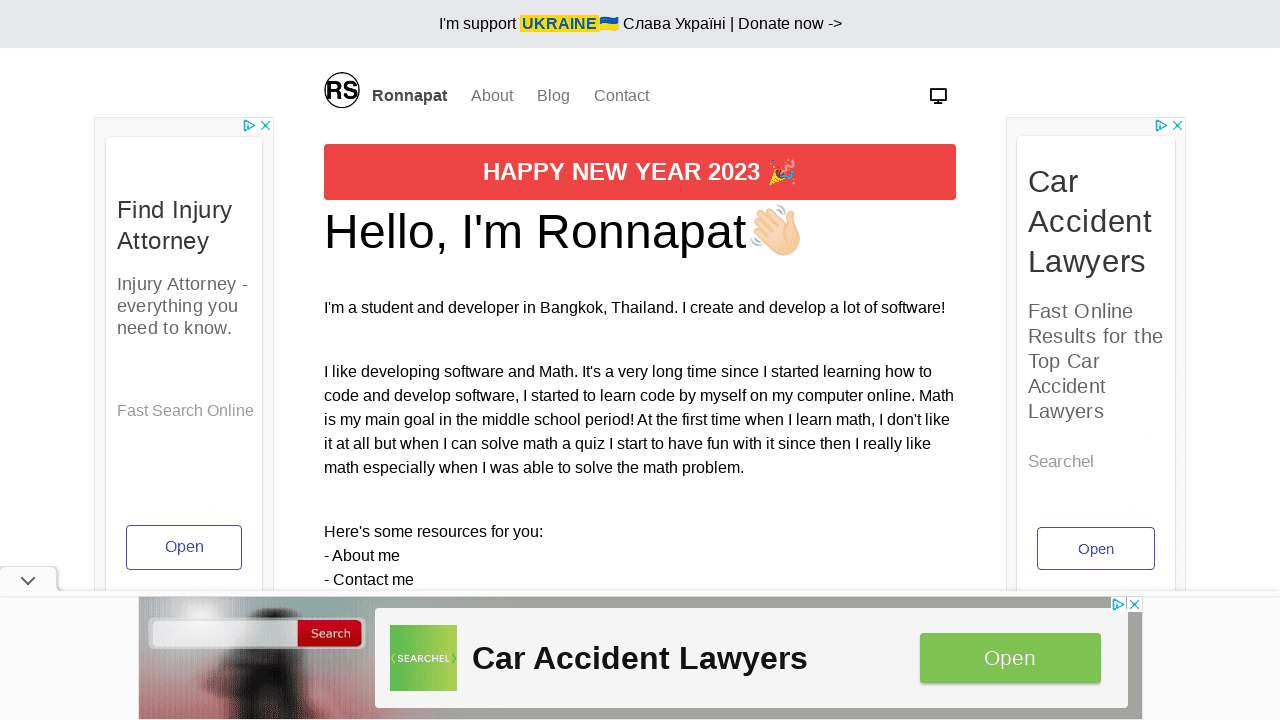 I'm support UKRAINE🇺🇦 Слава Україні | Donate now ->
RS Ronnapat About Blog Contact
HAPPY NEW YEAR 2023 🎉
Hello, I'm Ronnapat👋🏻
I'm a student and developer in Bangkok, Thailand. I create and develop a lot of software!
I like developing software and Math. It's a very long time since I started learning how to
code and develop software, I started to learn code by myself on my computer online. Math
is my main goal in the middle school period! At the first time when I learn math, I don't like
it at all but when I can solve math a quiz I start to have fun with it since then I really like
math especially when I was able to solve the math problem.
Here's some resources for you:
- About me
- Contact me
Find Injury
Attorney
Injury Attorney -
everything you
need to know.
Fast Search Online
Open
Car
Accident
Lawyers
Fast Online
Results for the
Top Car
Accident
Lawyers
Searchel
Open
Search
SEARCHEL
Car Accident Lawyers
Open